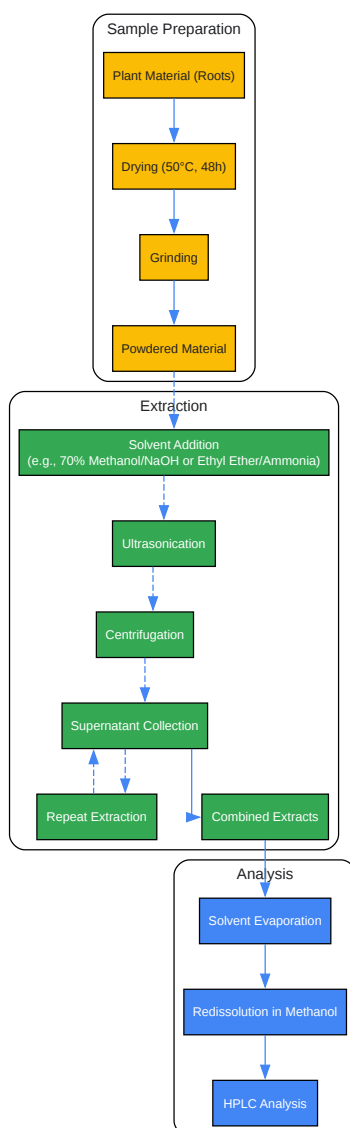 Sample Preparation
Plant Material (Roots)
Drying (50°C, 48h)
Grinding
Powdered Material
Extraction
Solvent Addition
(e.g., 70% Methanol/NaOH or Ethyl Ether/Ammonia)
Ultrasonication
Centrifugation
Supernatant Collection
Repeat Extraction
Combined Extracts
Analysis
Solvent Evaporation
Redissolution in Methanol
HPLC Analysis